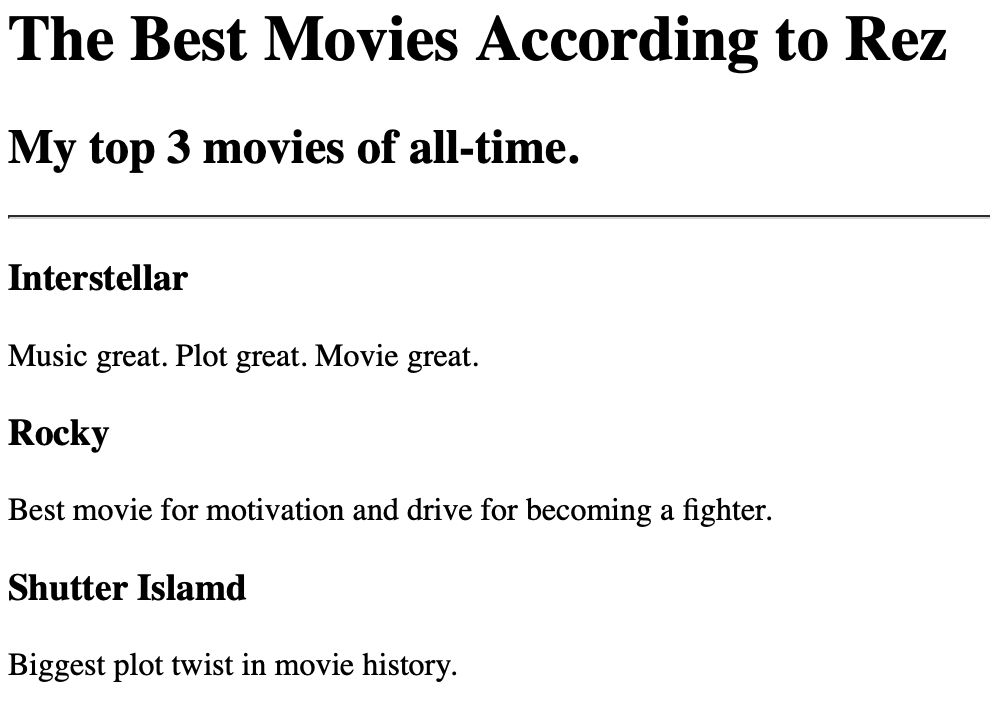 The Best Movies According to Rez
My top 3 movies of all-time.
Interstellar
Music great. Plot great. Movie great.
Rocky
Best movie for motivation and drive for becoming a fighter.
Shutter Islamd
Biggest plot twist in movie history.